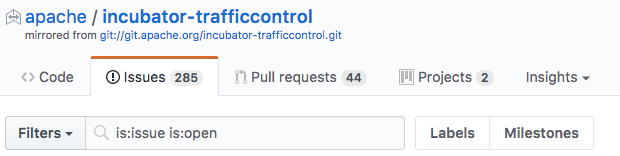 apache / incubator-trafficcontrol
mirrored from git://git.apache.org/incubator-trafficcontrol.git
Code Issues 285 Pull requests 44 Projects 2 Insights
Filters is:issue is:open Labels Milestones